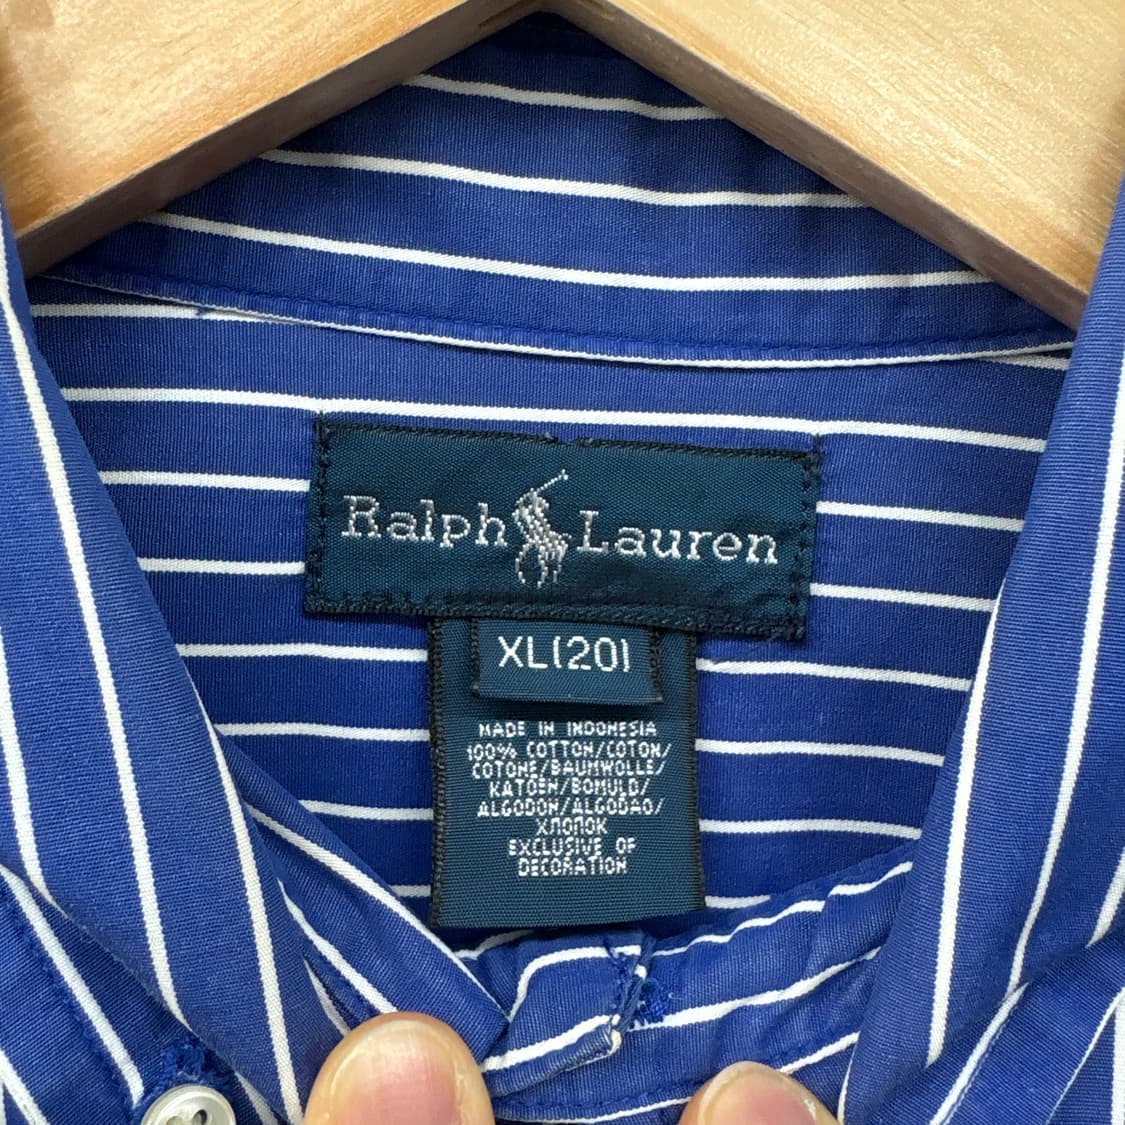 Ralph Lauren
XL(20)
MADE IN INDONESIA
100% COTTON/COTON/
COTONE/BAUMWOLLE/
KATOEN/BOMULD/
ALGODON/ALGODÃO/
ХЛОПОК
EXCLUSIVE OF
DECORATION